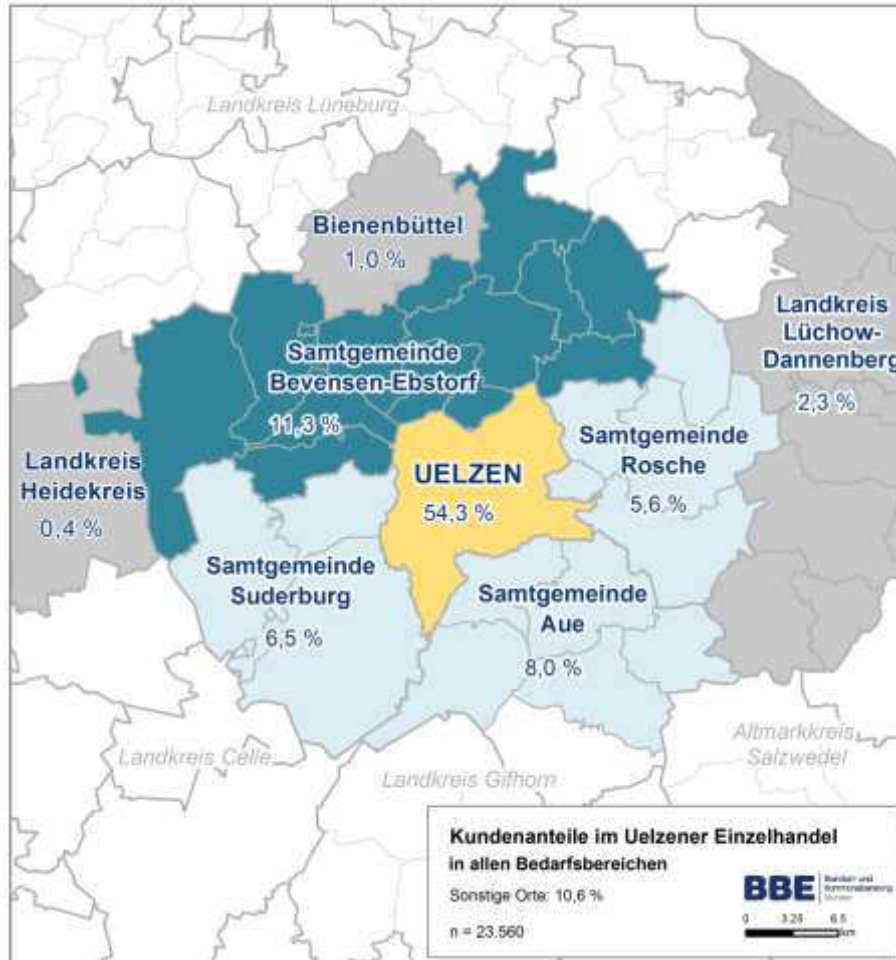 Landkreis Lüneburg
Bienenbüttel
1,0 %
Landkreis
Lüchow-
Dannenberg
2,3 %
Samtgemeinde
Bevensen-Ebstorf
11,3 %
Samtgemeinde
Rosche
5,6 %
Landkreis
Heidekreis
0,4 %
UELZEN
54,3 %
Samtgemeinde
Suderburg
6,5 %
Samtgemeinde
Aue
8,0 %
Landkreis Celle
Landkreis Gifhorn
Altmarkkreis
Salzwedel
Kundenanteile im Uelzener Einzelhandel
in allen Bedarfsbereichen
Sonstige Orte: 10,6 %
n = 23.560
BBE
0 3.25 6.5
km